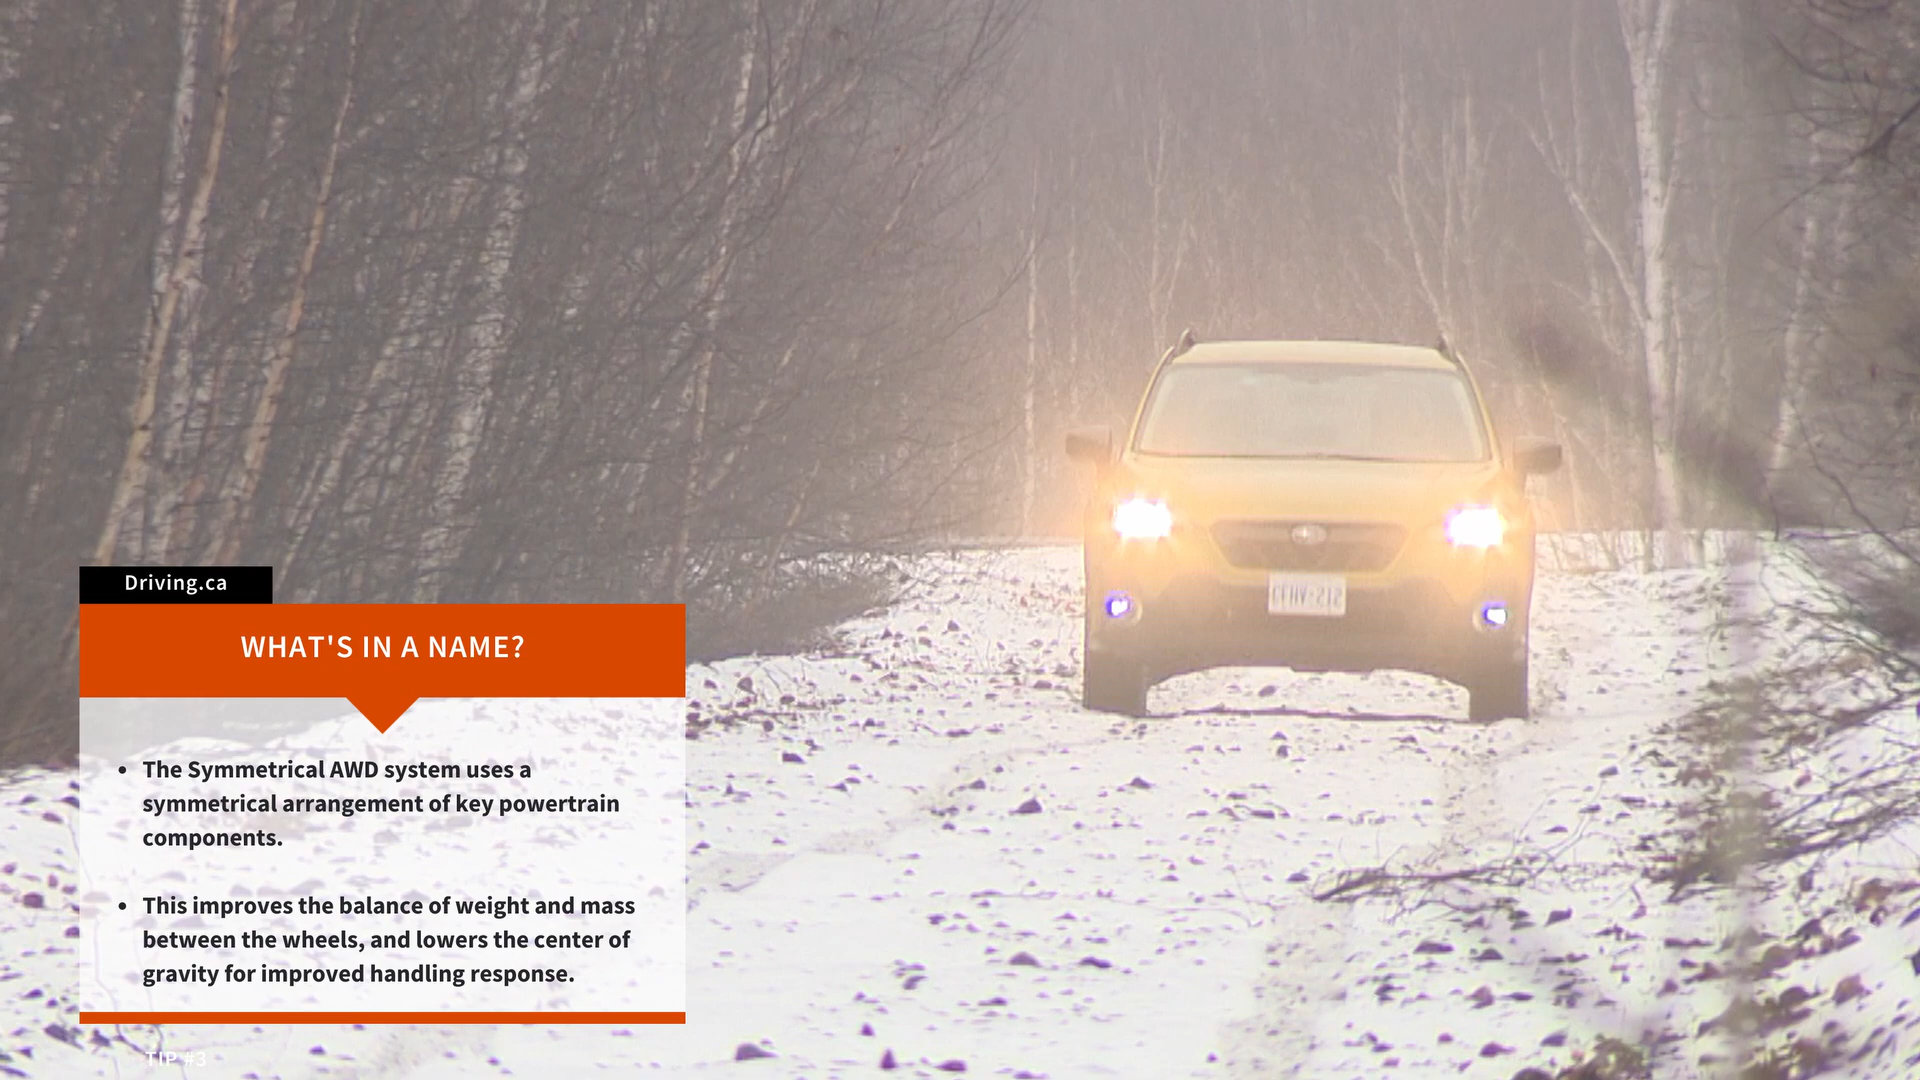 Driving.ca
WHAT'S IN A NAME?
• The Symmetrical AWD system uses a
symmetrical arrangement of key powertrain
components.
• This improves the balance of weight and mass
between the wheels, and lowers the center of
gravity for improved handling response.
TIP #3